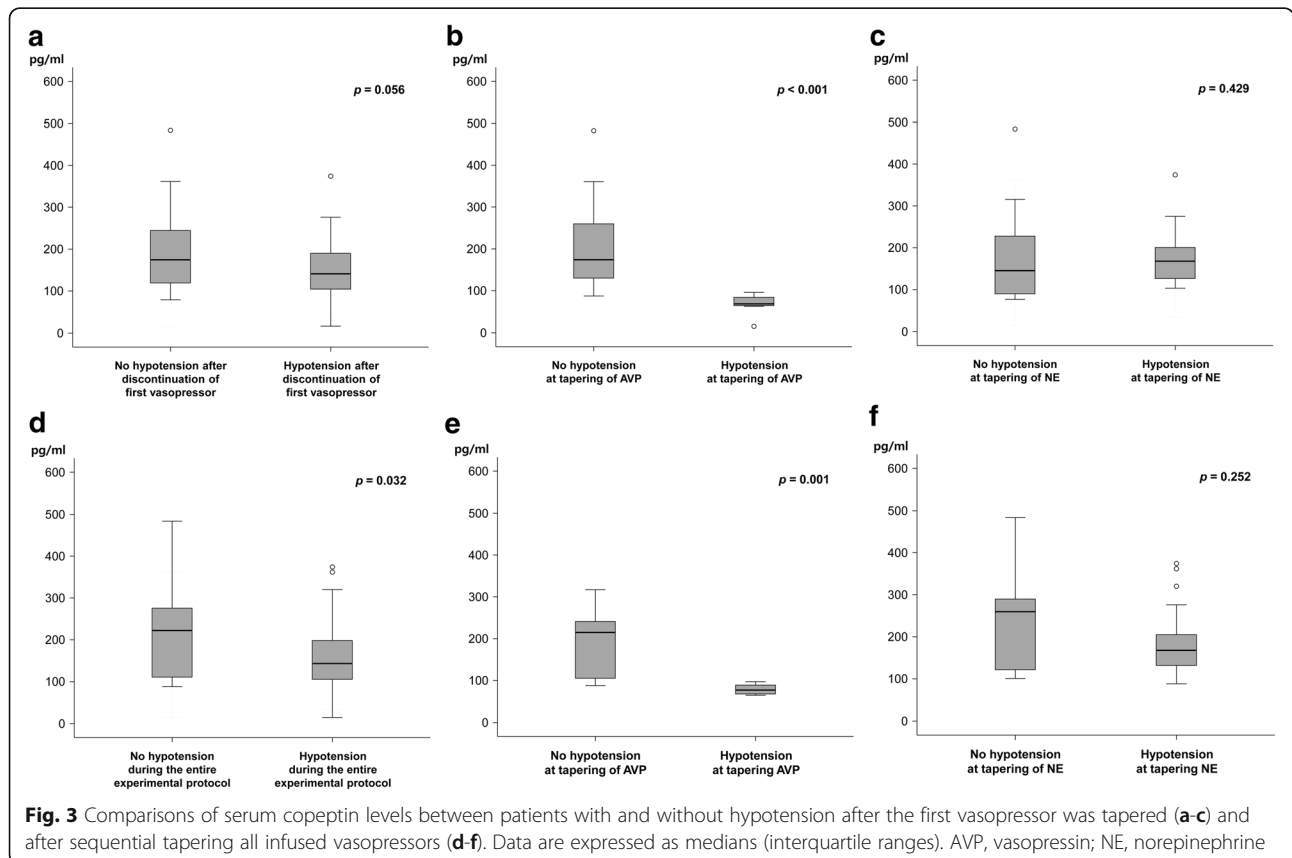 a
pg/ml
600
500
400
300
200
100
0
p = 0.056
No hypotension after
discontinuation of
first vasopressor
Hypotension after
discontinuation of
first vasopressor
b
pg/ml
600
500
400
300
200
100
0
p < 0.001
No hypotension
at tapering of AVP
Hypotension
at tapering of AVP
c
pg/ml
600
500
400
300
200
100
0
p = 0.429
No hypotension
at tapering of NE
Hypotension
at tapering of NE
d
pg/ml
600
500
400
300
200
100
0
p = 0.032
No hypotension
during the entire
experimental protocol
Hypotension
during the entire
experimental protocol
e
pg/ml
600
500
400
300
200
100
0
p = 0.001
No hypotension
at tapering of AVP
Hypotension
at tapering AVP
f
pg/ml
600
500
400
300
200
100
0
p = 0.252
No hypotension
at tapering of NE
Hypotension
at tapering NE
Fig. 3 Comparisons of serum copeptin levels between patients with and without hypotension after the first vasopressor was tapered (a-c) and
after sequential tapering all infused vasopressors (d-f). Data are expressed as medians (interquartile ranges). AVP, vasopressin; NE, norepinephrine